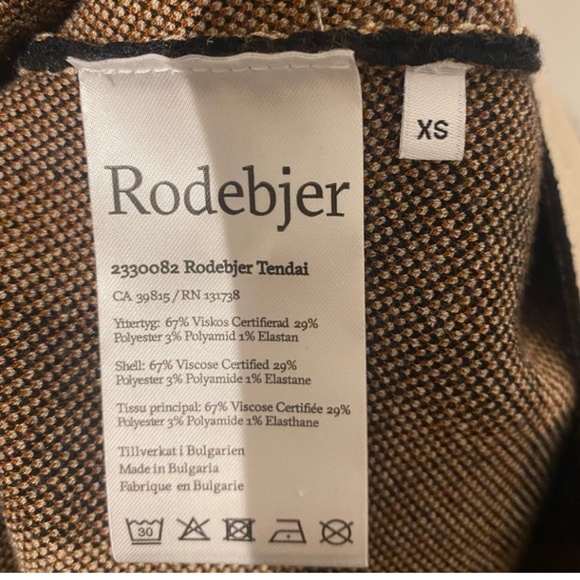 XS
Rodebjer
2330082 Rodebjer Tendai
CA 39815 / RN 131738
Yttertyg: 67% Viskos Certifierad 29%
Polyester 3% Polyamid 1% Elastan
Shell: 67% Viscose Certified 29%
Polyester 3% Polyamide 1% Elastane
Tissu principal: 67% Viscose Certifiée 29%
Polyester 3% Polyamide 1% Elasthane
Tillverkat i Bulgarien
Made in Bulgaria
Fabrique en Bulgarie
30